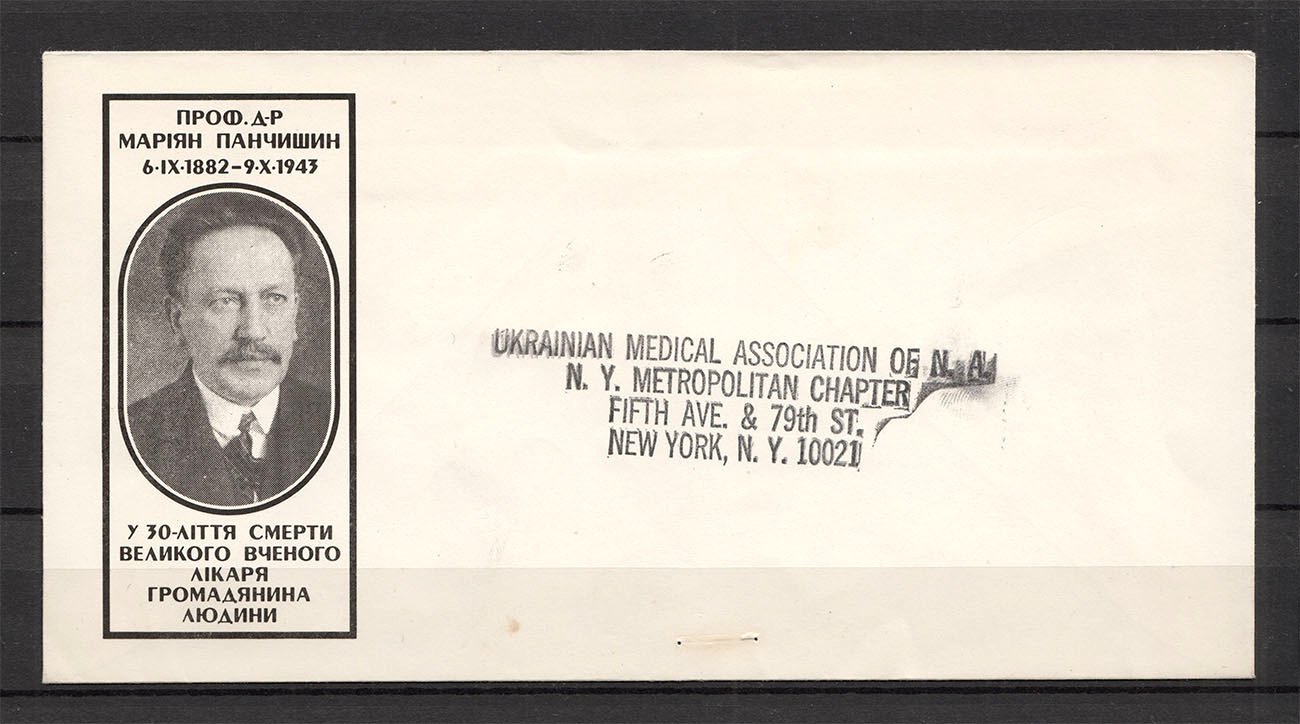 ПРОФ. Д-Р
МАРІЯН ПАНЧИШИН
6·IX·1882–9·X·1943
У 30-ЛІТТЯ СМЕРТИ
ВЕЛИКОГО ВЧЕНОГО
ЛІКАРЯ
ГРОМАДЯНИНА
ЛЮДИНИ
UKRAINIAN MEDICAL ASSOCIATION OF N. A.
N. Y. METROPOLITAN CHAPTER
FIFTH AVE. & 79th ST.
NEW YORK, N. Y. 10021